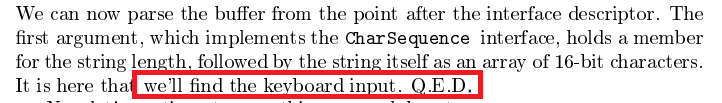 We can now parse the buffer from the point after the interface descriptor. The
first argument, which implements the CharSequence interface, holds a member
for the string length, followed by the string itself as an array of 16-bit characters.
It is here that we'll find the keyboard input. Q.E.D.